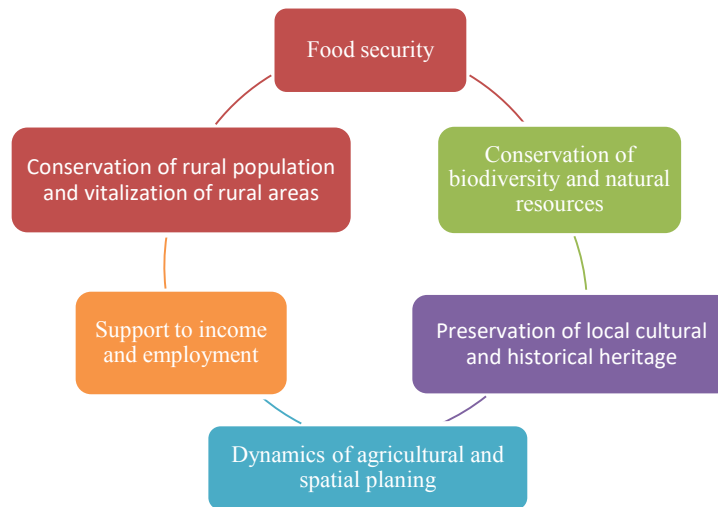 Food security
Conservation of rural population
and vitalization of rural areas
Conservation of
biodiversity and natural
resources
Support to income
and employment
Preservation of local cultural
and historical heritage
Dynamics of agricultural and
spatial planing